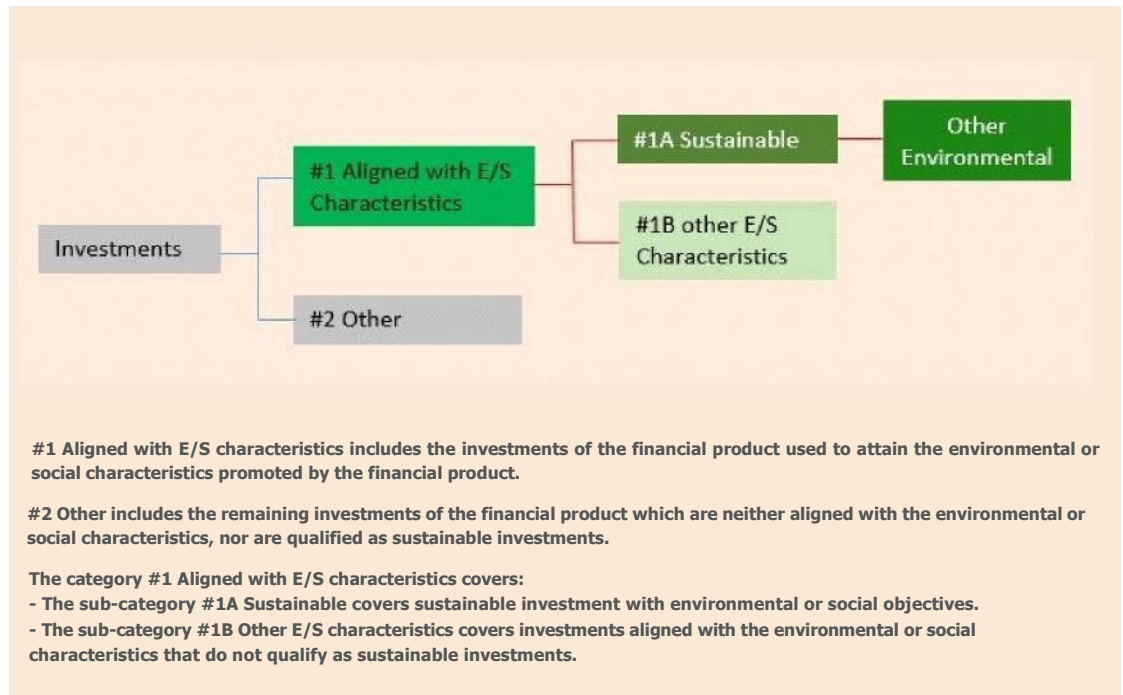 Investments
#1 Aligned with E/S
Characteristics
#2 Other
#1A Sustainable
#1B other E/S
Characteristics
Other
Environmental
#1 Aligned with E/S characteristics includes the investments of the financial product used to attain the environmental or
social characteristics promoted by the financial product.
#2 Other includes the remaining investments of the financial product which are neither aligned with the environmental or
social characteristics, nor are qualified as sustainable investments.
The category #1 Aligned with E/S characteristics covers:
- The sub-category #1A Sustainable covers sustainable investment with environmental or social objectives.
- The sub-category #1B Other E/S characteristics covers investments aligned with the environmental or social
characteristics that do not qualify as sustainable investments.